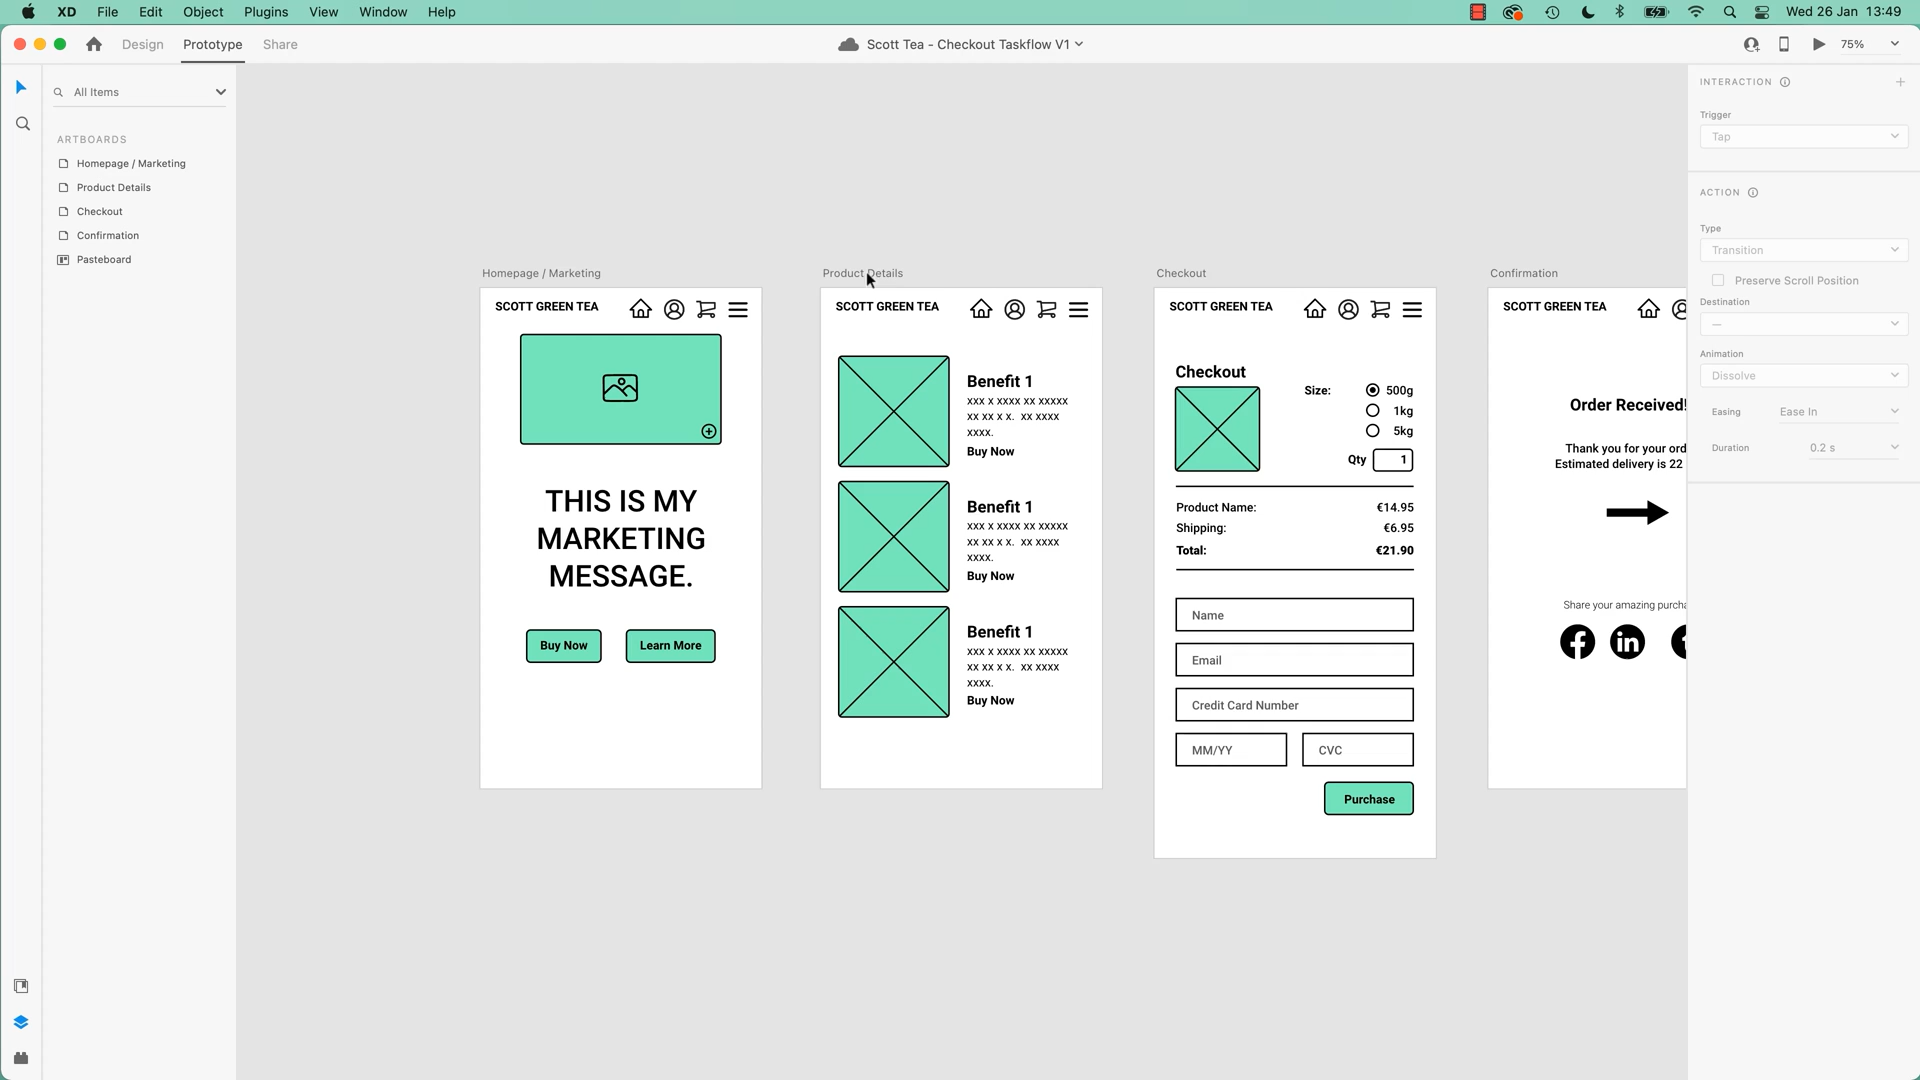 XD File Edit Object Plugins View Window Help Wed 26 Jan 13:49
Design Prototype Share Scott Tea - Checkout Taskflow V1 75%
All Items
ARTBOARDS
Homepage / Marketing
Product Details
Checkout
Confirmation
Pasteboard
Homepage / Marketing
SCOTT GREEN TEA
THIS IS MY
MARKETING
MESSAGE.
Buy Now Learn More
Product Details
SCOTT GREEN TEA
Benefit 1
xxx x xxxx xx xxxxx
xx xx x x. xx xxxx
xxxx.
Buy Now
Benefit 1
xxx x xxxx xx xxxxx
xx xx x x. xx xxxx
xxxx.
Buy Now
Benefit 1
xxx x xxxx xx xxxxx
xx xx x x. xx xxxx
xxxx.
Buy Now
Checkout
SCOTT GREEN TEA
Checkout
Size: 500g
1kg
5kg
Qty 1
Product Name: €14.95
Shipping: €6.95
Total: €21.90
Name
Email
Credit Card Number
MM/YY CVC
Purchase
Confirmation
SCOTT GREEN TEA
Order Received!
Thank you for your ord
Estimated delivery is 22
Share your amazing purcha
INTERACTION
Trigger
Tap
ACTION
Type
Transition
Preserve Scroll Position
Destination
—
Animation
Dissolve
Easing Ease In
Duration 0.2 s